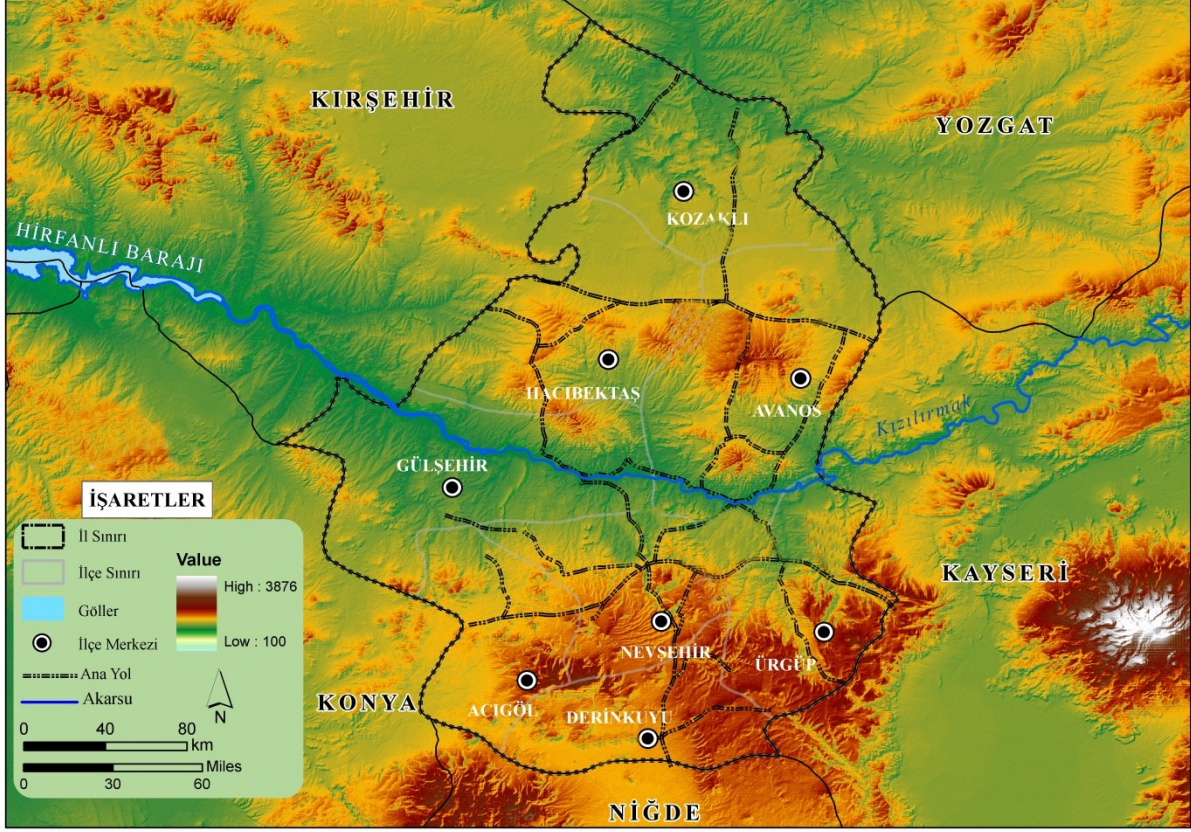 KIRŞEHİR
YOZGAT
KOZAKLI
HİRFANLI BARAJI
HACIBEKTAŞ
AVANOS
Kızılırmak
GÜLŞEHİR
KAYSERİ
NEVŞEHİR
ÜRGÜP
KONYA
ACIGÖL
DERİNKUYU
NİĞDE
İŞARETLER
İl Sınırı
İlçe Sınırı
Göller
İlçe Merkezi
Ana Yol
Akarsu
Value
High : 3876
Low : 100
N
0 40 80
km
Miles
0 30 60